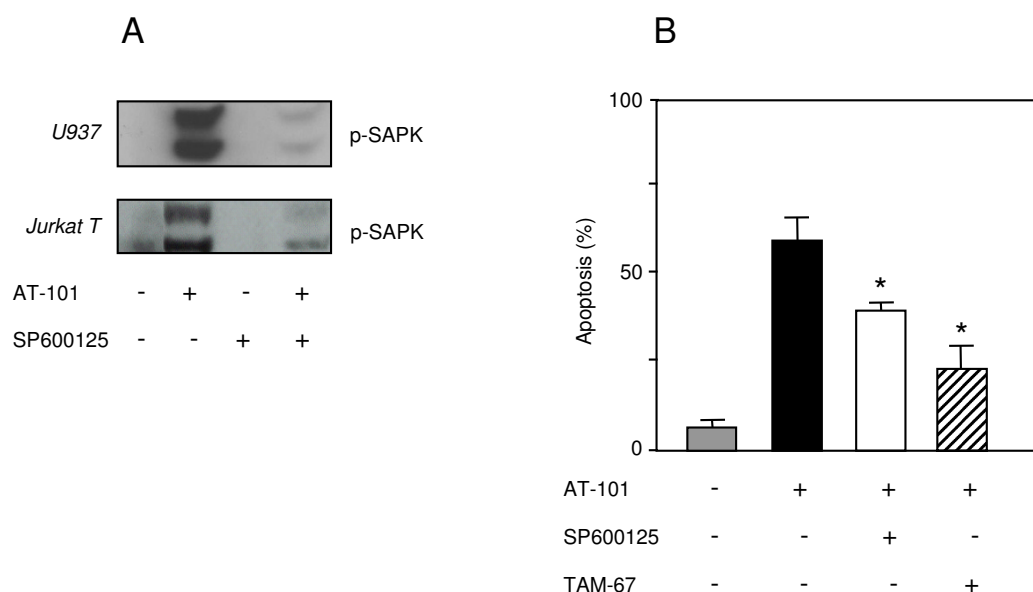 A
U937
p-SAPK
Jurkat T
p-SAPK
AT-101 - + - +
SP600125 - - + +
B
100
50
0
Apoptosis (%)
*
*
AT-101 - + + +
SP600125 - - + -
TAM-67 - - - +